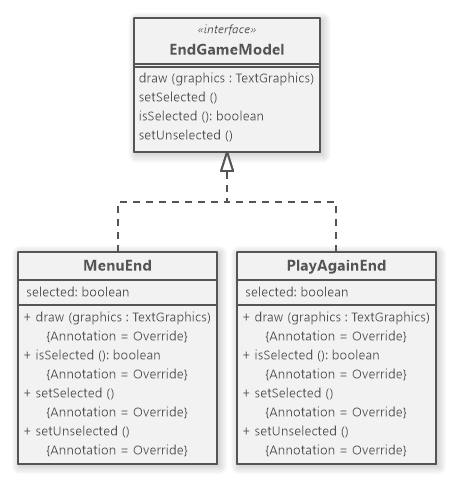 «interface»
EndGameModel
draw (graphics : TextGraphics)
setSelected ()
isSelected (): boolean
setUnselected ()
MenuEnd
selected: boolean
+ draw (graphics : TextGraphics)
{Annotation = Override}
+ isSelected (): boolean
{Annotation = Override}
+ setSelected ()
{Annotation = Override}
+ setUnselected ()
{Annotation = Override}
PlayAgainEnd
selected: boolean
+ draw (graphics : TextGraphics)
{Annotation = Override}
+ isSelected (): boolean
{Annotation = Override}
+ setSelected ()
{Annotation = Override}
+ setUnselected ()
{Annotation = Override}